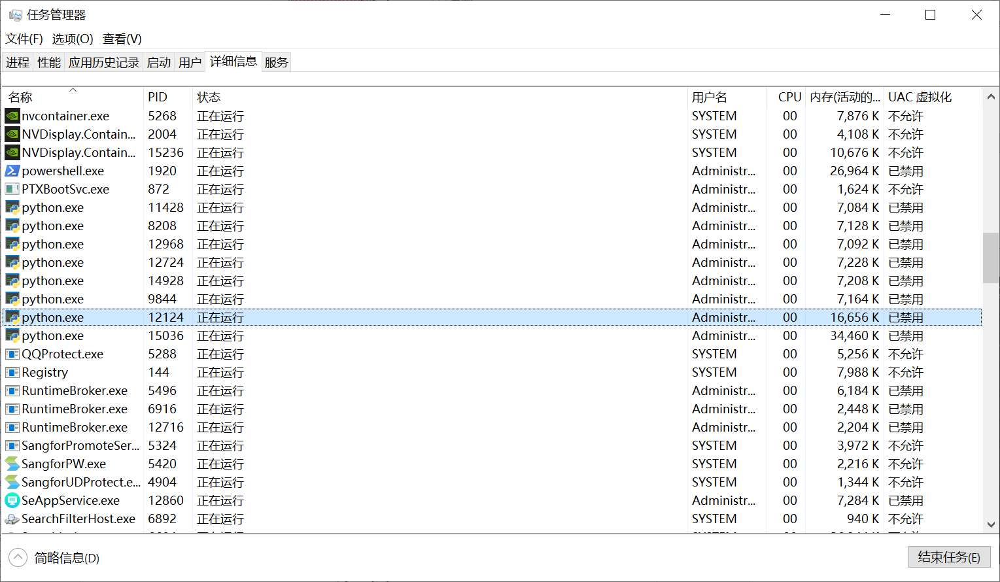 任务管理器
文件(F) 选项(O) 查看(V)
进程 性能 应用历史记录 启动 用户 详细信息 服务
名称 PID 状态 用户名 CPU 内存(活动的... UAC 虚拟化
nvcontainer.exe 5268 正在运行 SYSTEM 00 7,876 K 不允许
NVDisplay.Contain... 2004 正在运行 SYSTEM 00 4,108 K 不允许
NVDisplay.Contain... 15236 正在运行 SYSTEM 00 10,676 K 不允许
powershell.exe 1920 正在运行 Administr... 00 26,964 K 已禁用
PTXBootSvc.exe 872 正在运行 Administr... 00 1,624 K 不允许
python.exe 11428 正在运行 Administr... 00 7,084 K 已禁用
python.exe 8208 正在运行 Administr... 00 7,128 K 已禁用
python.exe 12968 正在运行 Administr... 00 7,092 K 已禁用
python.exe 12724 正在运行 Administr... 00 7,228 K 已禁用
python.exe 14928 正在运行 Administr... 00 7,208 K 已禁用
python.exe 9844 正在运行 Administr... 00 7,164 K 已禁用
python.exe 12124 正在运行 Administr... 00 16,656 K 已禁用
python.exe 15036 正在运行 Administr... 00 34,460 K 已禁用
QQProtect.exe 5288 正在运行 SYSTEM 00 5,256 K 不允许
Registry 144 正在运行 SYSTEM 00 7,988 K 不允许
RuntimeBroker.exe 5496 正在运行 Administr... 00 6,184 K 已禁用
RuntimeBroker.exe 6916 正在运行 Administr... 00 2,448 K 已禁用
RuntimeBroker.exe 12716 正在运行 Administr... 00 2,204 K 已禁用
SangforPromoteSer... 5324 正在运行 SYSTEM 00 3,972 K 不允许
SangforPW.exe 5420 正在运行 SYSTEM 00 2,216 K 不允许
SangforUDProtect.e... 4904 正在运行 SYSTEM 00 1,344 K 不允许
SeAppService.exe 12860 正在运行 Administr... 00 7,284 K 已禁用
SearchFilterHost.exe 6892 正在运行 SYSTEM 00 940 K 不允许
简略信息(D) 结束任务(E)